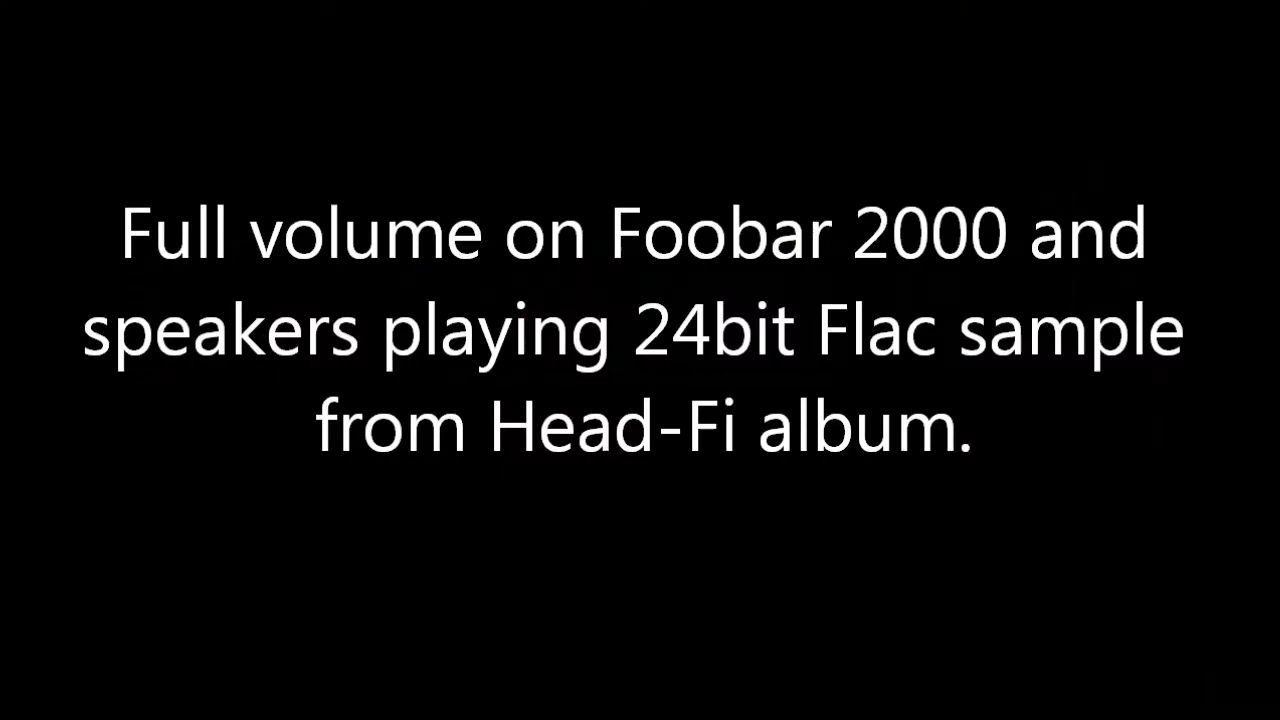 Full volume on Foobar 2000 and
speakers playing 24bit Flac sample
from Head-Fi album.